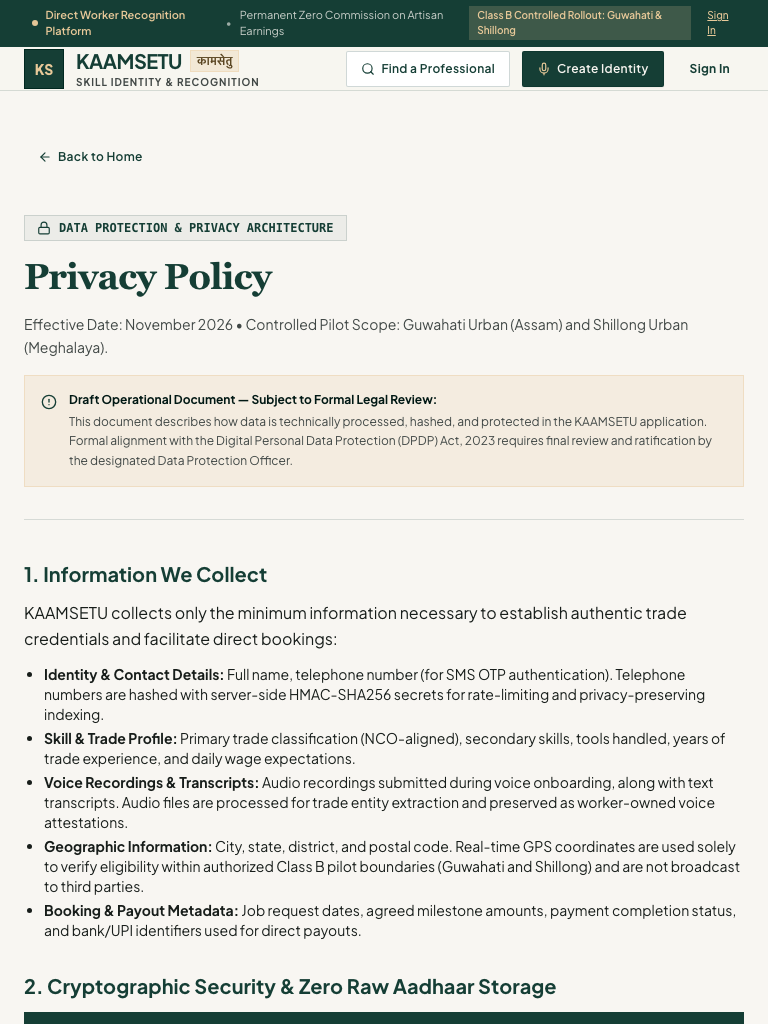 Direct Worker Recognition Platform
• Permanent Zero Commission on Artisan Earnings
Class B Controlled Rollout: Guwahati & Shillong
Sign In
KS
KAAMSETU
कामसेतु
SKILL IDENTITY & RECOGNITION
Find a Professional
Create Identity
Sign In
Back to Home
DATA PROTECTION & PRIVACY ARCHITECTURE
Privacy Policy
Effective Date: November 2026 • Controlled Pilot Scope: Guwahati Urban (Assam) and Shillong Urban
(Meghalaya).
Draft Operational Document — Subject to Formal Legal Review:
This document describes how data is technically processed, hashed, and protected in the KAAMSETU application.
Formal alignment with the Digital Personal Data Protection (DPDP) Act, 2023 requires final review and ratification by
the designated Data Protection Officer.
1. Information We Collect
KAAMSETU collects only the minimum information necessary to establish authentic trade
credentials and facilitate direct bookings:
• Identity & Contact Details: Full name, telephone number (for SMS OTP authentication). Telephone
numbers are hashed with server-side HMAC-SHA256 secrets for rate-limiting and privacy-preserving
indexing.
• Skill & Trade Profile: Primary trade classification (NCO-aligned), secondary skills, tools handled, years of
trade experience, and daily wage expectations.
• Voice Recordings & Transcripts: Audio recordings submitted during voice onboarding, along with text
transcripts. Audio files are processed for trade entity extraction and preserved as worker-owned voice
attestations.
• Geographic Information: City, state, district, and postal code. Real-time GPS coordinates are used solely
to verify eligibility within authorized Class B pilot boundaries (Guwahati and Shillong) and are not broadcast
to third parties.
• Booking & Payout Metadata: Job request dates, agreed milestone amounts, payment completion status,
and bank/UPI identifiers used for direct payouts.
2. Cryptographic Security & Zero Raw Aadhaar Storage